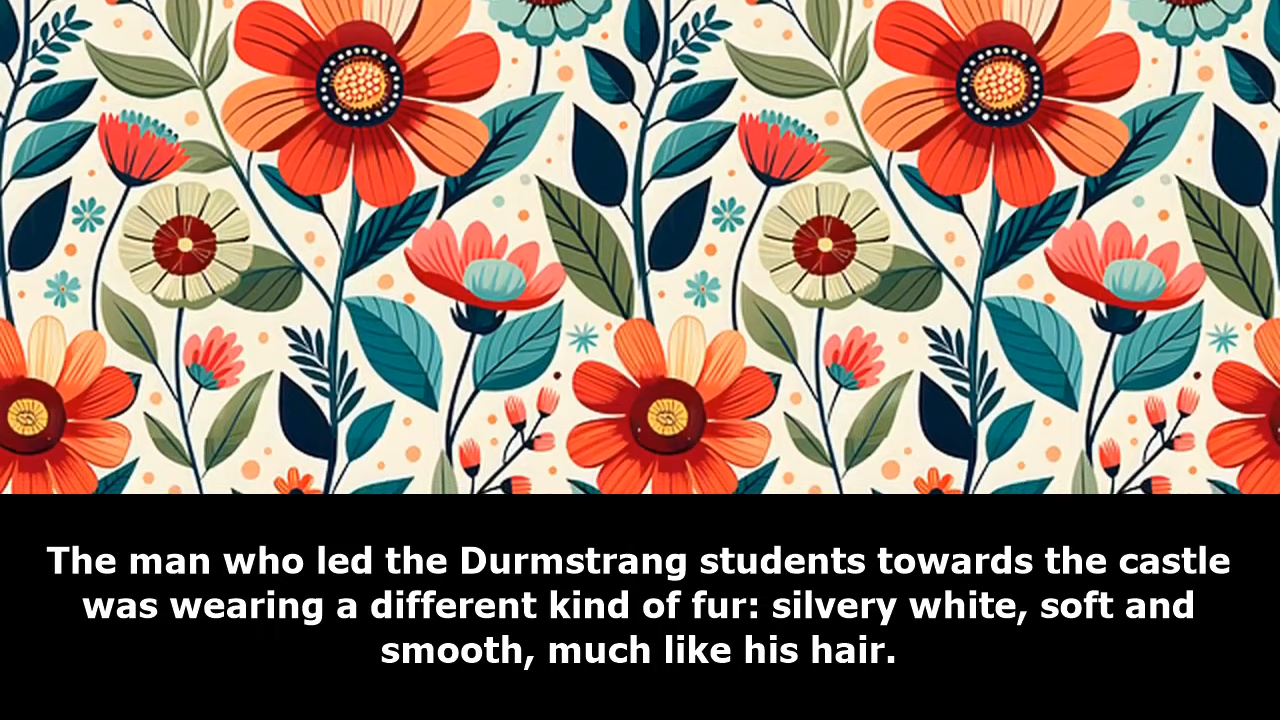 The man who led the Durmstrang students towards the castle
was wearing a different kind of fur: silvery white, soft and
smooth, much like his hair.